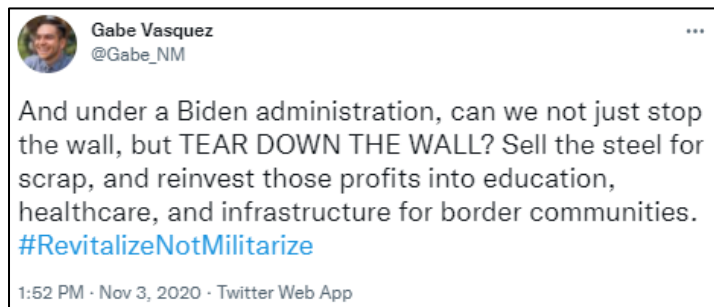 Gabe Vasquez
@Gabe_NM
And under a Biden administration, can we not just stop
the wall, but TEAR DOWN THE WALL? Sell the steel for
scrap, and reinvest those profits into education,
healthcare, and infrastructure for border communities.
#RevitalizeNotMilitarize
1:52 PM · Nov 3, 2020 · Twitter Web App